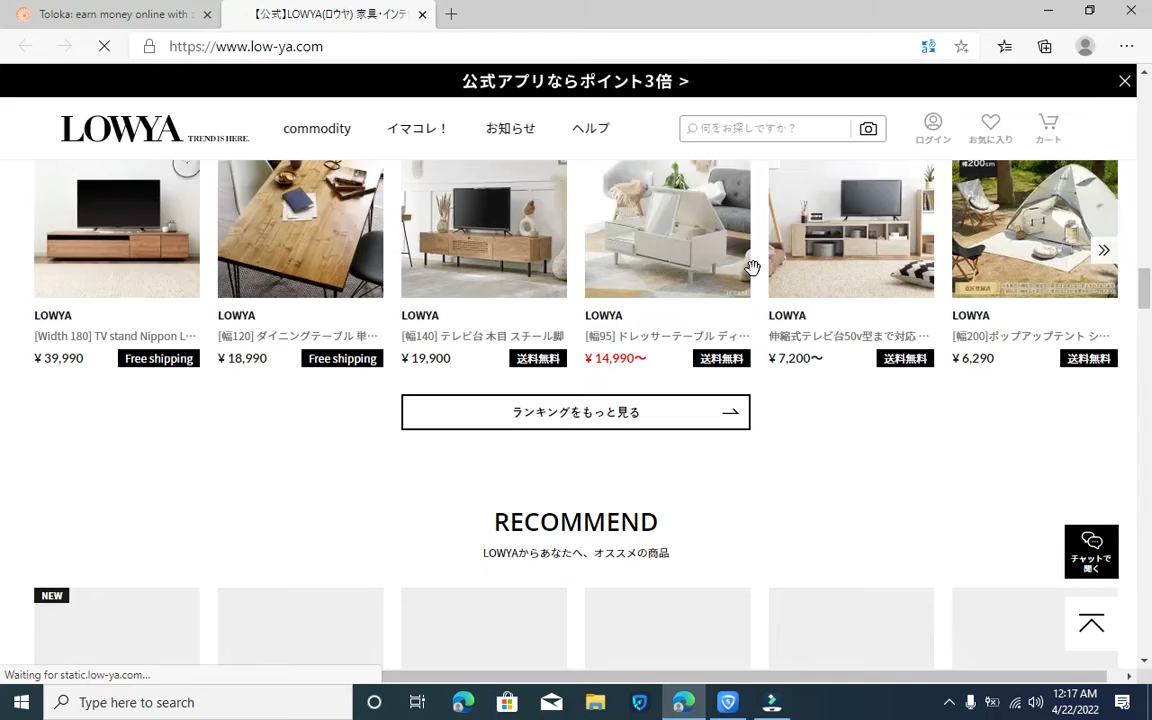 Toloka: earn money online with
【公式】LOWYA(ロウヤ) 家具・インテ
https://www.low-ya.com
公式アプリならポイント3倍 >
LOWYA TREND IS HERE.
commodity
イマコレ！
お知らせ
ヘルプ
何をお探しですか？
ログイン
お気に入り
カート
幅200cm
LOWYA
[Width 180] TV stand Nippon L…
¥ 39,990
Free shipping
LOWYA
[幅120] ダイニングテーブル 単…
¥ 18,990
Free shipping
LOWYA
[幅140] テレビ台 木目 スチール脚
¥ 19,900
送料無料
LOWYA
[幅95] ドレッサーテーブル ディ…
¥ 14,990〜
送料無料
LOWYA
伸縮式テレビ台50v型まで対応 …
¥ 7,200〜
送料無料
LOWYA
[幅200]ポップアップテント シ…
¥ 6,290
送料無料
ランキングをもっと見る
RECOMMEND
LOWYAからあなたへ、オススメの商品
チャットで
開く
NEW
Waiting for static.low-ya.com...
Type here to search
12:17 AM
4/22/2022